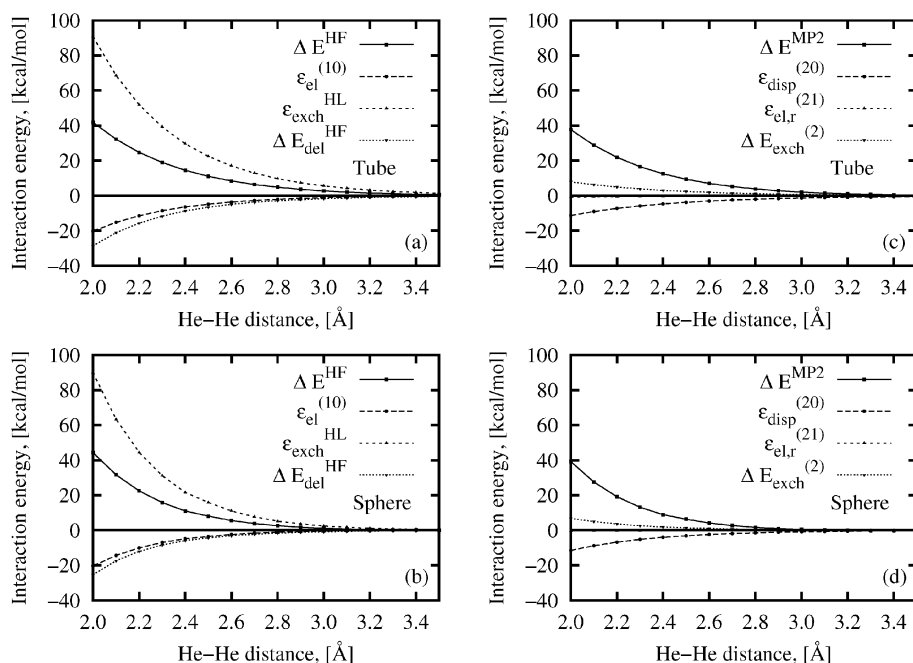 Interaction energy, [kcal/mol]
100
80
60
40
20
0
−20
−40
Δ E^HF
ε_el^(10)
ε_exch^HL
Δ E_del^HF
Tube
(a)
2.0 2.2 2.4 2.6 2.8 3.0 3.2 3.4
He−He distance, [Å]
Interaction energy, [kcal/mol]
100
80
60
40
20
0
−20
−40
Δ E^MP2
ε_disp^(20)
ε_el,r^(21)
Δ E_exch^(2)
Tube
(c)
2.0 2.2 2.4 2.6 2.8 3.0 3.2 3.4
He−He distance, [Å]
Interaction energy, [kcal/mol]
100
80
60
40
20
0
−20
−40
Δ E^HF
ε_el^(10)
ε_exch^HL
Δ E_del^HF
Sphere
(b)
2.0 2.2 2.4 2.6 2.8 3.0 3.2 3.4
He−He distance, [Å]
Interaction energy, [kcal/mol]
100
80
60
40
20
0
−20
−40
Δ E^MP2
ε_disp^(20)
ε_el,r^(21)
Δ E_exch^(2)
Sphere
(d)
2.0 2.2 2.4 2.6 2.8 3.0 3.2 3.4
He−He distance, [Å]